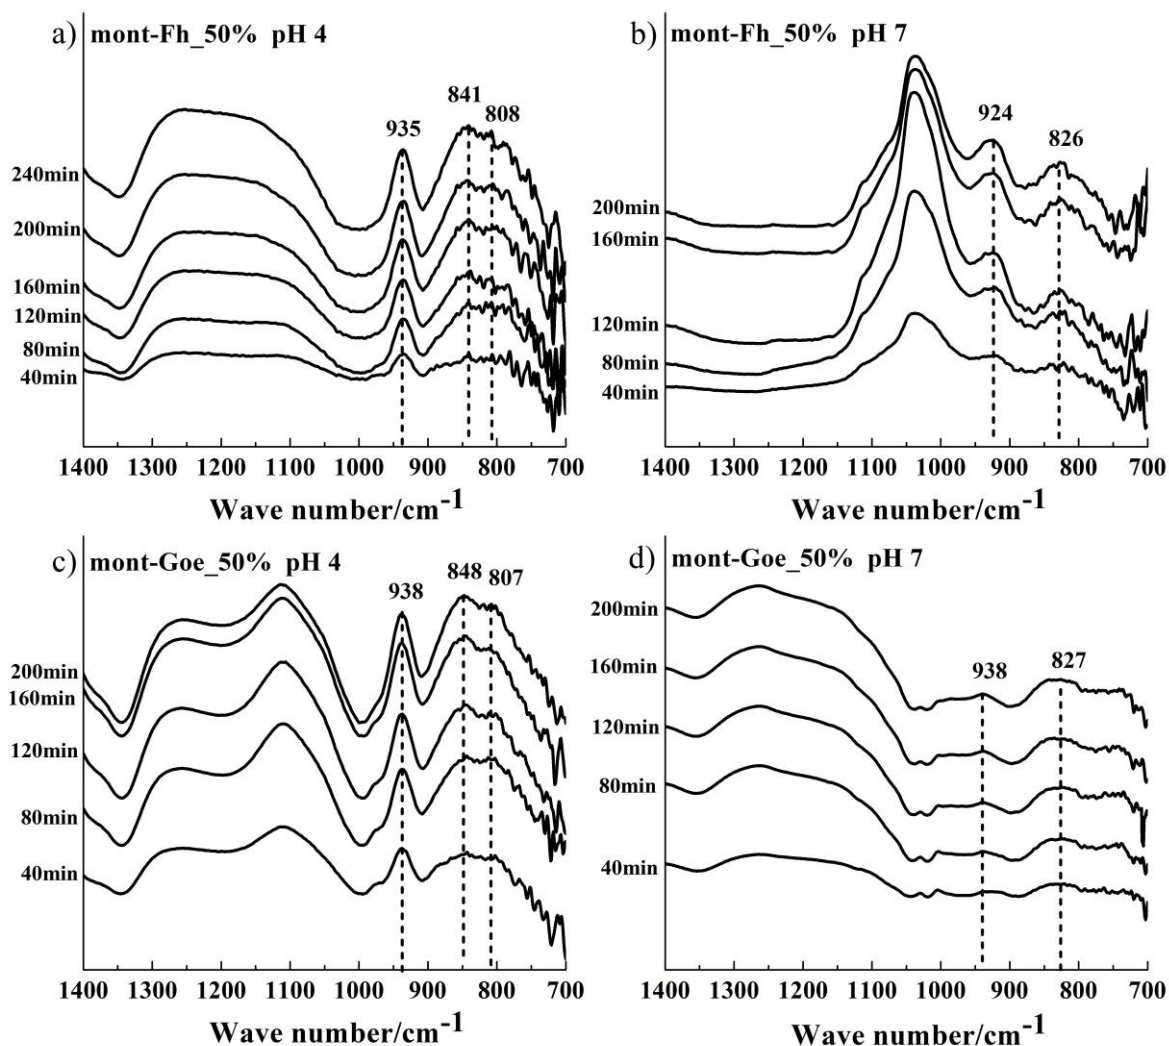 a) mont-Fh_50% pH 4
935
841
808
240min
200min
160min
120min
80min
40min
1400 1300 1200 1100 1000 900 800 700
Wave number/cm-1
b) mont-Fh_50% pH 7
924
826
200min
160min
120min
80min
40min
1400 1300 1200 1100 1000 900 800 700
Wave number/cm-1
c) mont-Goe_50% pH 4
938
848
807
200min
160min
120min
80min
40min
1400 1300 1200 1100 1000 900 800 700
Wave number/cm-1
d) mont-Goe_50% pH 7
938
827
200min
160min
120min
80min
40min
1400 1300 1200 1100 1000 900 800 700
Wave number/cm-1